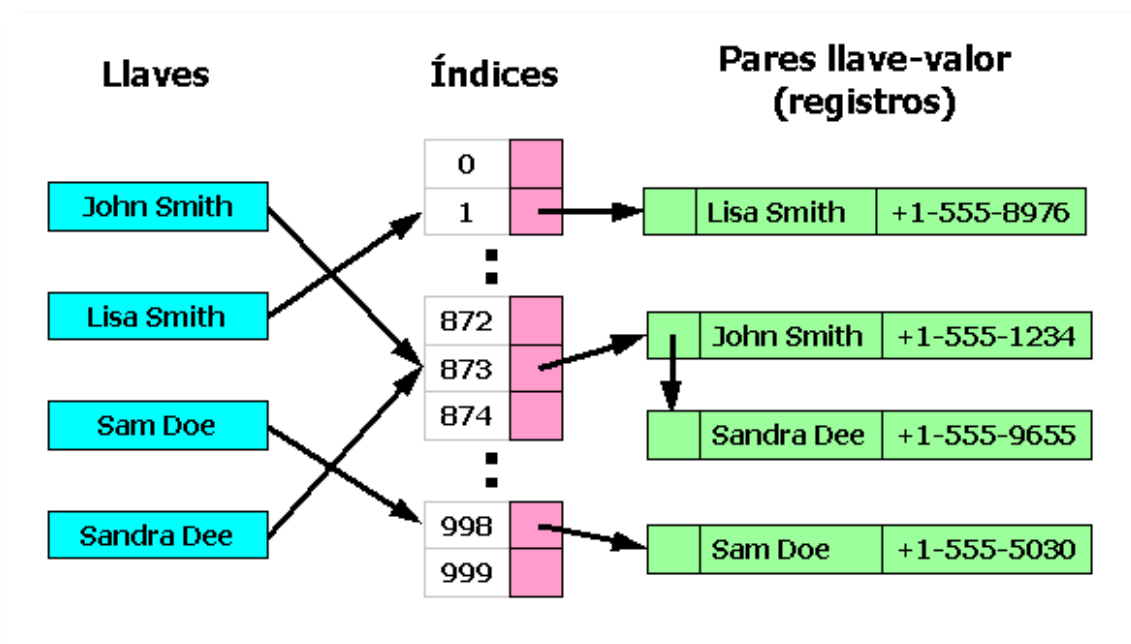 Llaves
Índices
Pares llave-valor
(registros)
John Smith
Lisa Smith
Sam Doe
Sandra Dee
0
1
872
873
874
998
999
Lisa Smith +1-555-8976
John Smith +1-555-1234
Sandra Dee +1-555-9655
Sam Doe +1-555-5030